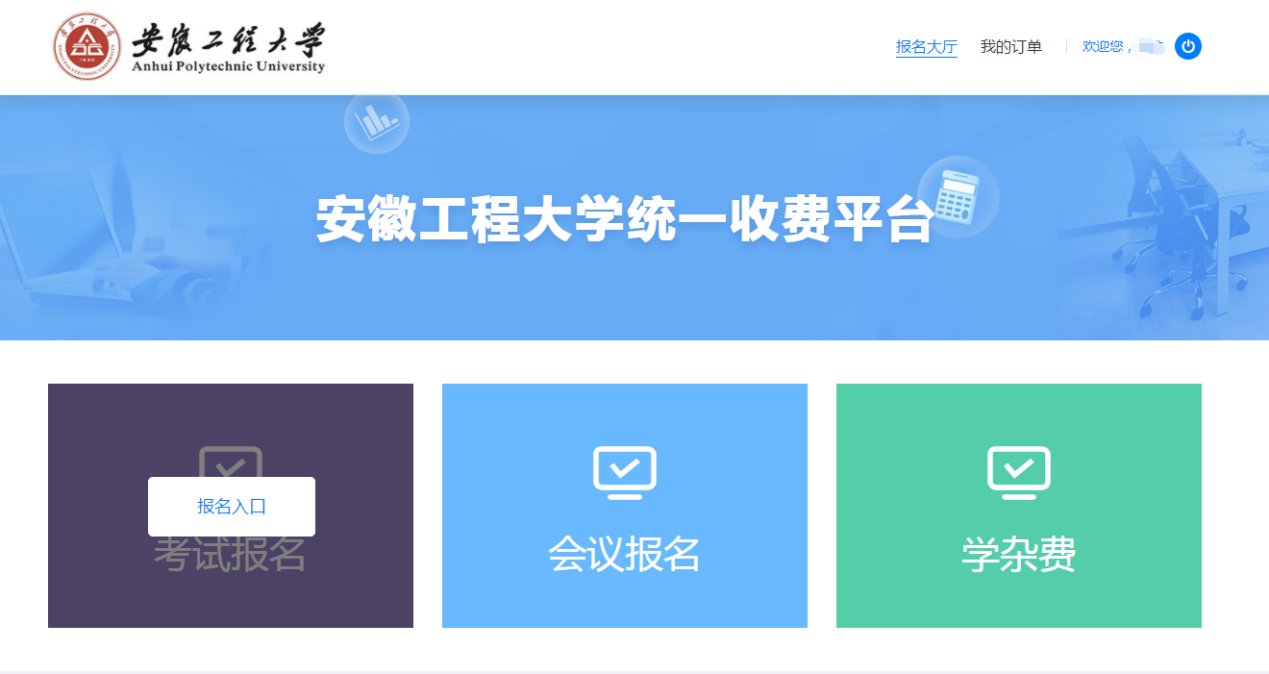 安徽工程大学
Anhui Polytechnic University
报名大厅
我的订单
欢迎您，
安徽工程大学统一收费平台
报名入口
考试报名
会议报名
学杂费